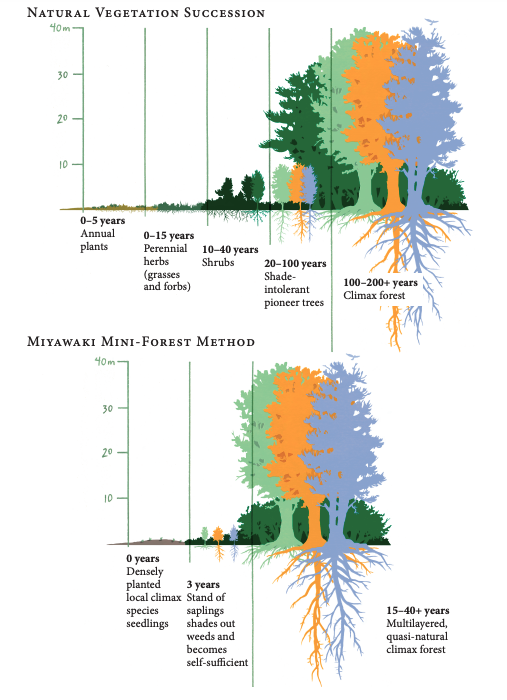 Natural Vegetation Succession
40 m
30
20
10
0–5 years
Annual
plants
0–15 years
Perennial
herbs
(grasses
and forbs)
10–40 years
Shrubs
20–100 years
Shade-
intolerant
pioneer trees
100–200+ years
Climax forest
Miyawaki Mini-Forest Method
40 m
30
20
10
0 years
Densely
planted
local climax
species
seedlings
3 years
Stand of
saplings
shades out
weeds and
becomes
self-sufficient
15–40+ years
Multilayered,
quasi-natural
climax forest